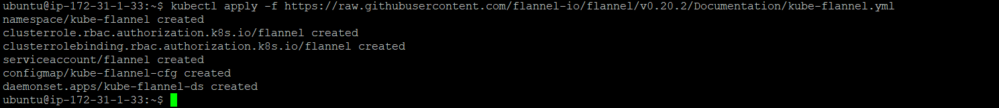 ubuntu@ip-172-31-1-33:~$ kubectl apply -f https://raw.githubusercontent.com/flannel-io/flannel/v0.20.2/Documentation/kube-flannel.yml
namespace/kube-flannel created
clusterrole.rbac.authorization.k8s.io/flannel created
clusterrolebinding.rbac.authorization.k8s.io/flannel created
serviceaccount/flannel created
configmap/kube-flannel-cfg created
daemonset.apps/kube-flannel-ds created
ubuntu@ip-172-31-1-33:~$